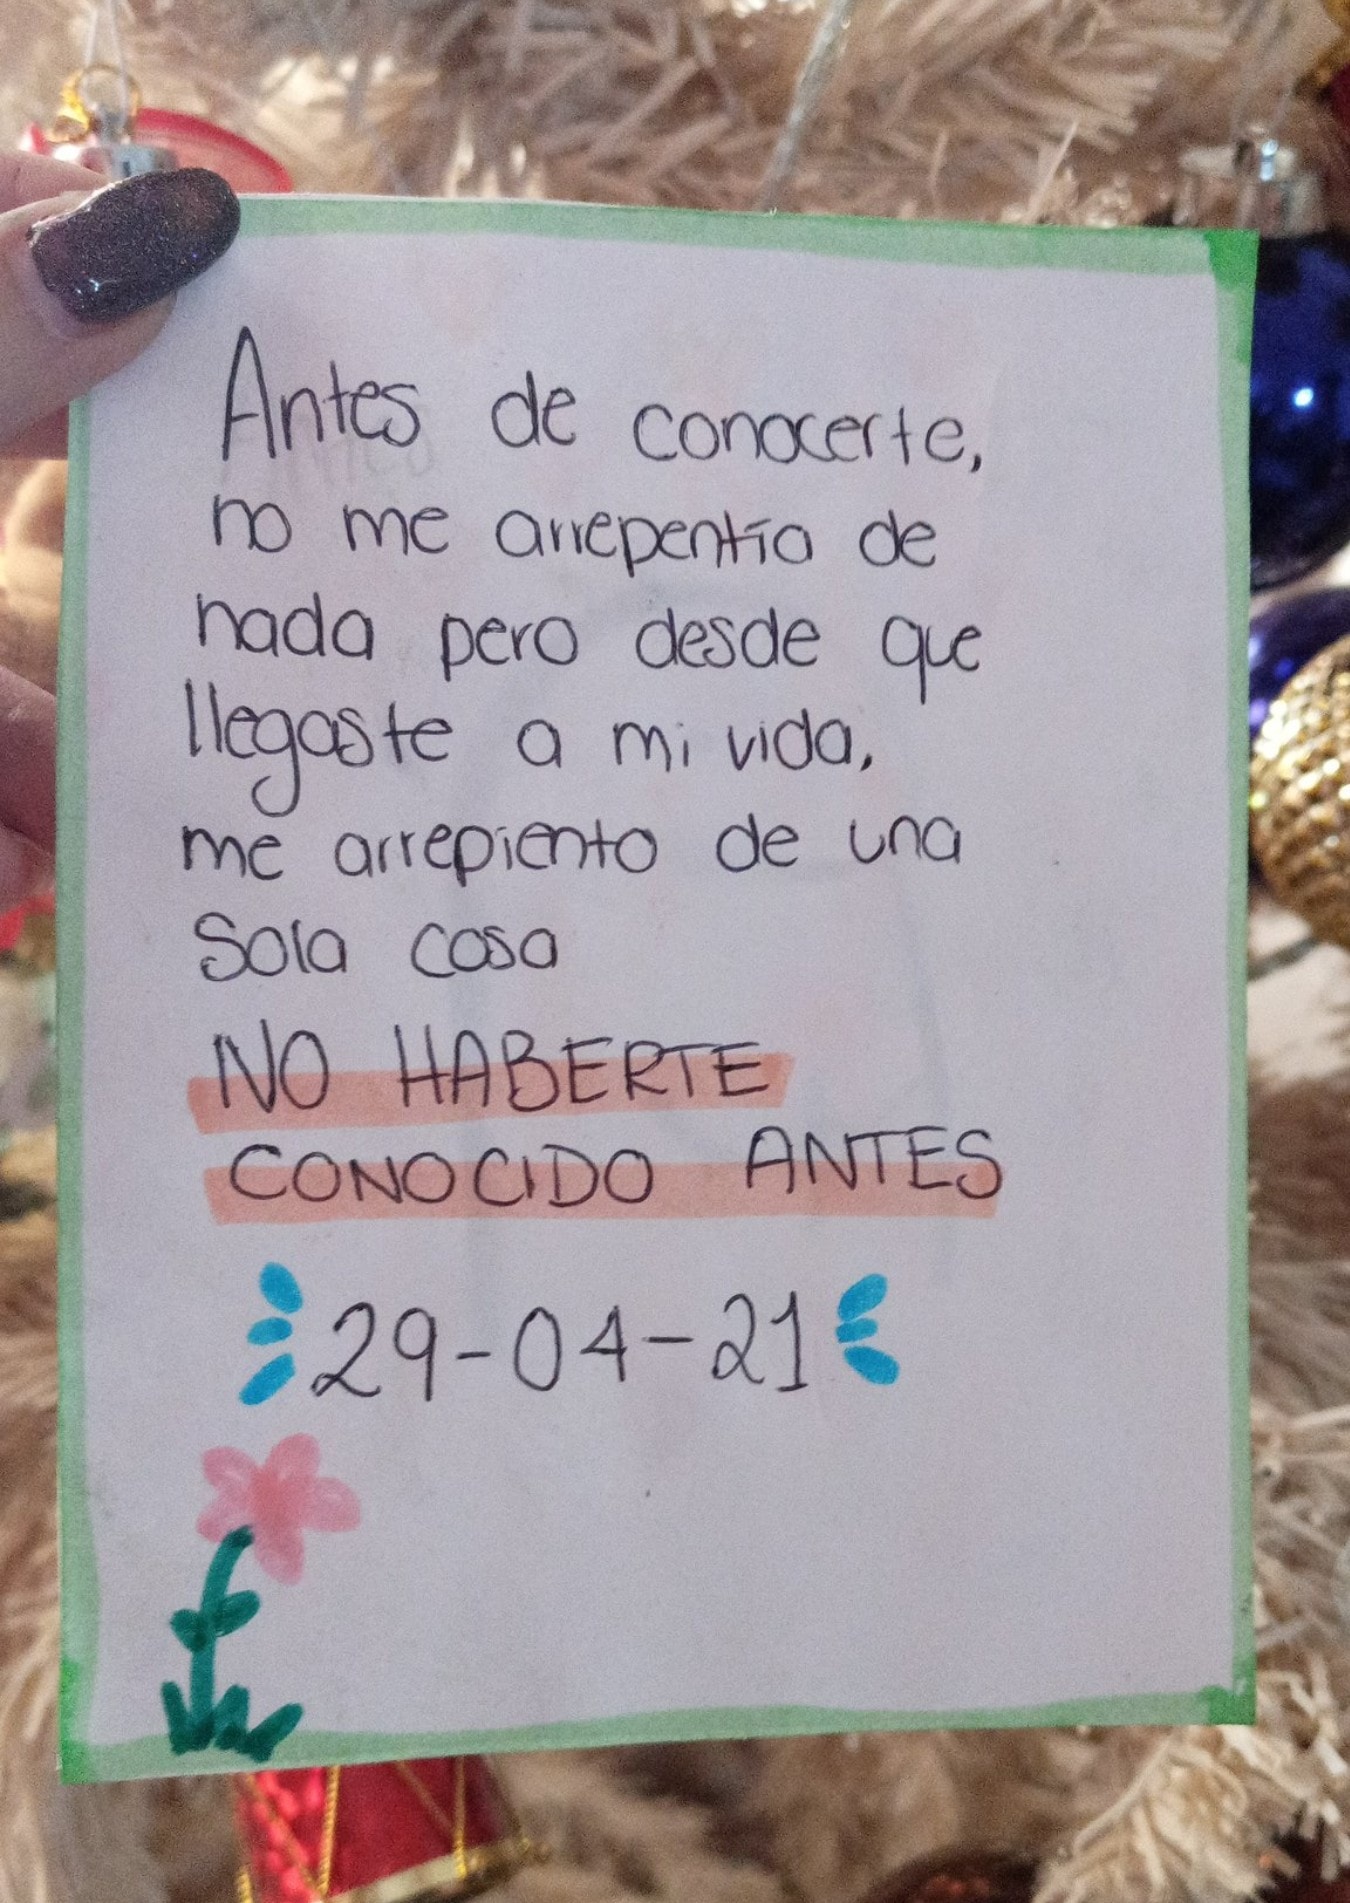 Antes de conocerte,
no me arrepentía de
nada pero desde que
llegaste a mi vida,
me arrepiento de una
sola cosa
NO HABERTE
CONOCIDO ANTES
29-04-21